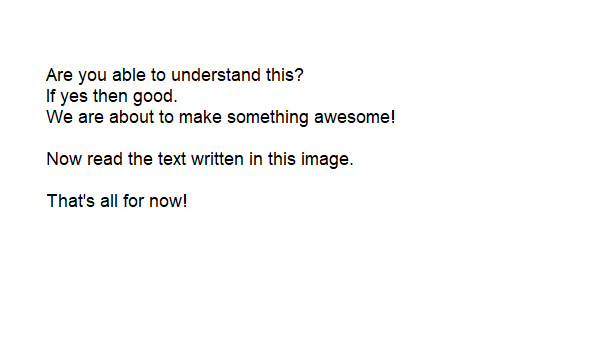 Are you able to understand this?
If yes then good.
We are about to make something awesome!
Now read the text written in this image.
That's all for now!